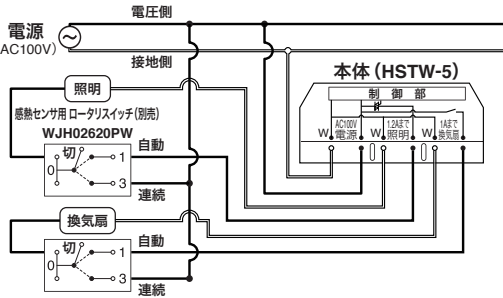 電圧側
電源
AC100V)
接地側
本体(HSTW-5)
制御部
照明
感熱センサ用 ロータリスイッチ(別売)
WJH02620PW
AC100V
1.2Aまで
1Aまで
W 電源 W 照明 W 換気扇
切
自動
0
1
3
連続
換気扇
切
自動
0
1
3
連続